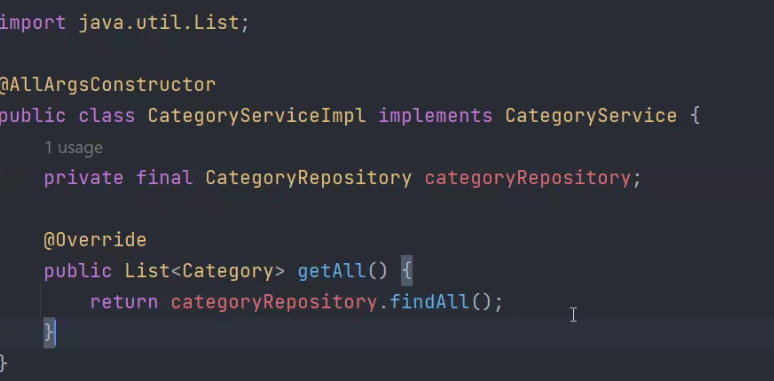 import java.util.List;
@AllArgsConstructor
public class CategoryServiceImpl implements CategoryService {
1 usage
private final CategoryRepository categoryRepository;
@Override
public List<Category> getAll() {
return categoryRepository.findAll();
}
}